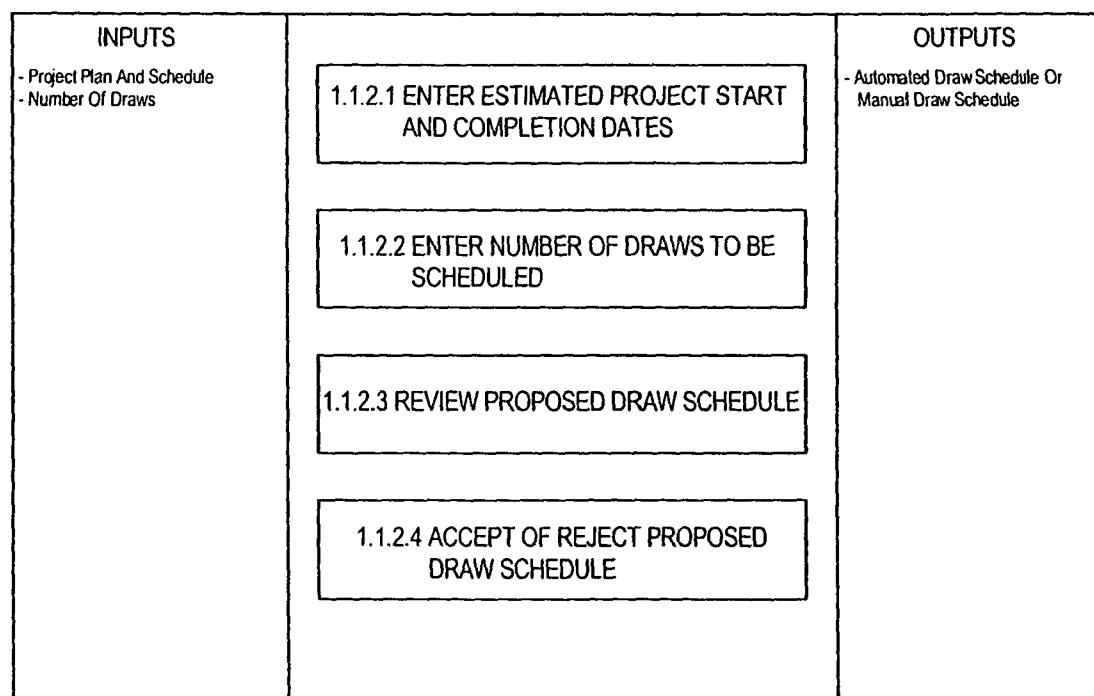 INPUTS
- Project Plan And Schedule
- Number Of Draws
1.1.2.1 ENTER ESTIMATED PROJECT START
AND COMPLETION DATES
1.1.2.2 ENTER NUMBER OF DRAWS TO BE
SCHEDULED
1.1.2.3 REVIEW PROPOSED DRAW SCHEDULE
1.1.2.4 ACCEPT OF REJECT PROPOSED
DRAW SCHEDULE
OUTPUTS
- Automated Draw Schedule Or
Manual Draw Schedule